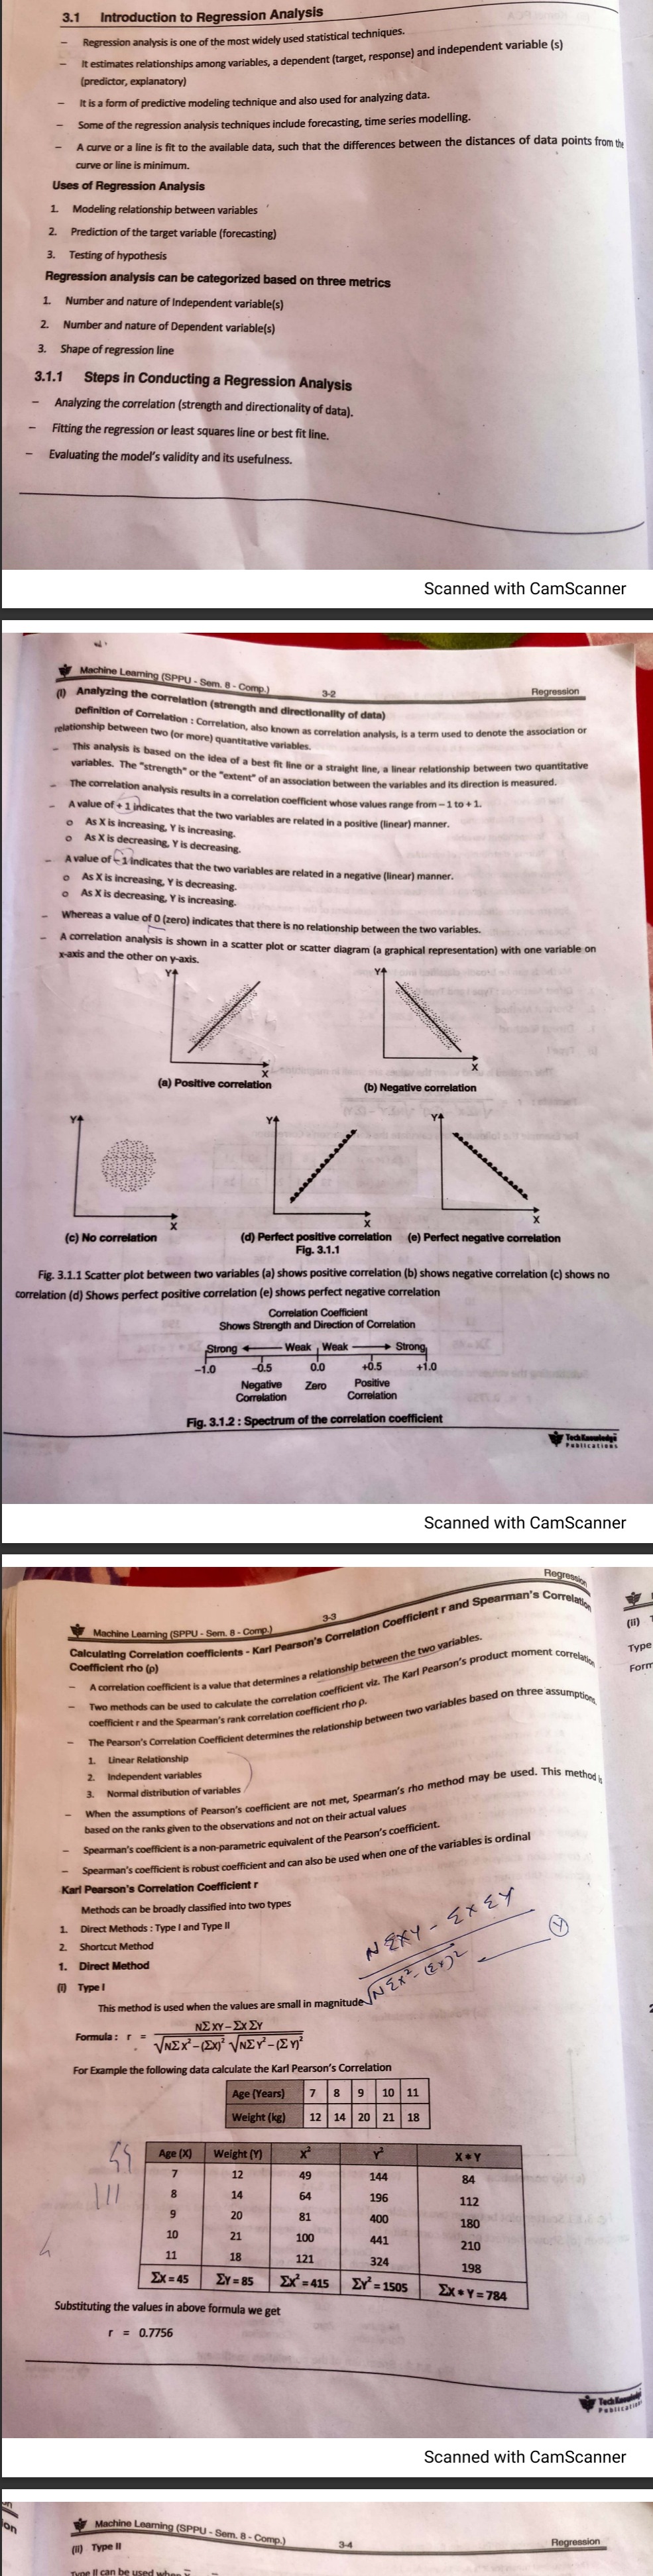 3.1 Introduction to Regression Analysis
– Regression analysis is one of the most widely used statistical techniques.
– It estimates relationships among variables, a dependent (target, response) and independent variable (s)
(predictor, explanatory)
– It is a form of predictive modeling technique and also used for analyzing data.
– Some of the regression analysis techniques include forecasting, time series modelling.
– A curve or a line is fit to the available data, such that the differences between the distances of data points from the
curve or line is minimum.
Uses of Regression Analysis
1. Modeling relationship between variables
2. Prediction of the target variable (forecasting)
3. Testing of hypothesis
Regression analysis can be categorized based on three metrics
1. Number and nature of Independent variable(s)
2. Number and nature of Dependent variable(s)
3. Shape of regression line
3.1.1 Steps in Conducting a Regression Analysis
– Analyzing the correlation (strength and directionality of data).
– Fitting the regression or least squares line or best fit line.
– Evaluating the model's validity and its usefulness.
Scanned with CamScanner
Machine Learning (SPPU - Sem. 8 - Comp.) 3-2 Regression
(i) Analyzing the correlation (strength and directionality of data)
Definition of Correlation : Correlation, also known as correlation analysis, is a term used to denote the association or
relationship between two (or more) quantitative variables.
– This analysis is based on the idea of a best fit line or a straight line, a linear relationship between two quantitative
variables. The "strength" or the "extent" of an association between the variables and its direction is measured.
– The correlation analysis results in a correlation coefficient whose values range from – 1 to + 1.
– A value of + 1 indicates that the two variables are related in a positive (linear) manner.
o As X is increasing, Y is increasing.
o As X is decreasing, Y is decreasing.
– A value of – 1 indicates that the two variables are related in a negative (linear) manner.
o As X is increasing, Y is decreasing.
o As X is decreasing, Y is increasing.
– Whereas a value of 0 (zero) indicates that there is no relationship between the two variables.
– A correlation analysis is shown in a scatter plot or scatter diagram (a graphical representation) with one variable on
x-axis and the other on y-axis.
Y Y
X X
(a) Positive correlation (b) Negative correlation
Y Y Y
X X X
(c) No correlation (d) Perfect positive correlation (e) Perfect negative correlation
Fig. 3.1.1
Fig. 3.1.1 Scatter plot between two variables (a) shows positive correlation (b) shows negative correlation (c) shows no
correlation (d) Shows perfect positive correlation (e) shows perfect negative correlation
Correlation Coefficient
Shows Strength and Direction of Correlation
Strong Weak Weak Strong
–1.0 –0.5 0.0 +0.5 +1.0
Negative Zero Positive
Correlation Correlation
Fig. 3.1.2 : Spectrum of the correlation coefficient
TechKnowledge
Publications
Scanned with CamScanner
Machine Learning (SPPU - Sem. 8 - Comp.) 3-3 Regression
Calculating Correlation coefficients - Karl Pearson's Correlation Coefficient r and Spearman's Correlation
Coefficient rho (ρ)
– A correlation coefficient is a value that determines a relationship between the two variables.
– Two methods can be used to calculate the correlation coefficient viz. The Karl Pearson's product moment correlation
coefficient r and the Spearman's rank correlation coefficient rho ρ.
– The Pearson's Correlation Coefficient determines the relationship between two variables based on three assumptions.
1. Linear Relationship
2. Independent variables
3. Normal distribution of variables
– When the assumptions of Pearson's coefficient are not met, Spearman's rho method may be used. This method is
based on the ranks given to the observations and not on their actual values
– Spearman's coefficient is a non-parametric equivalent of the Pearson's coefficient.
– Spearman's coefficient is robust coefficient and can also be used when one of the variables is ordinal
Karl Pearson's Correlation Coefficient r
Methods can be broadly classified into two types
1. Direct Methods : Type I and Type II
2. Shortcut Method
1. Direct Method
NΣXY - ΣXΣY
√NΣX² - (ΣX)² Y
(i) Type I
This method is used when the values are small in magnitude
Formula : r = NΣ XY – ΣX ΣY / √NΣ X² – (ΣX)² √NΣ Y² – (Σ Y)²
For Example the following data calculate the Karl Pearson's Correlation
Age (Years) 7 8 9 10 11
Weight (kg) 12 14 20 21 18
Age (X) Weight (Y) X² Y² X * Y
7 12 49 144 84
8 14 64 196 112
9 20 81 400 180
10 21 100 441 210
11 18 121 324 198
ΣX = 45 ΣY = 85 ΣX² = 415 ΣY² = 1505 ΣX * Y = 784
Substituting the values in above formula we get
r = 0.7756
TechKnowledge
Publications
(ii)
Type
Form
Scanned with CamScanner
Machine Learning (SPPU - Sem. 8 - Comp.) 3-4 Regression
(ii) Type II
Type II can be used when